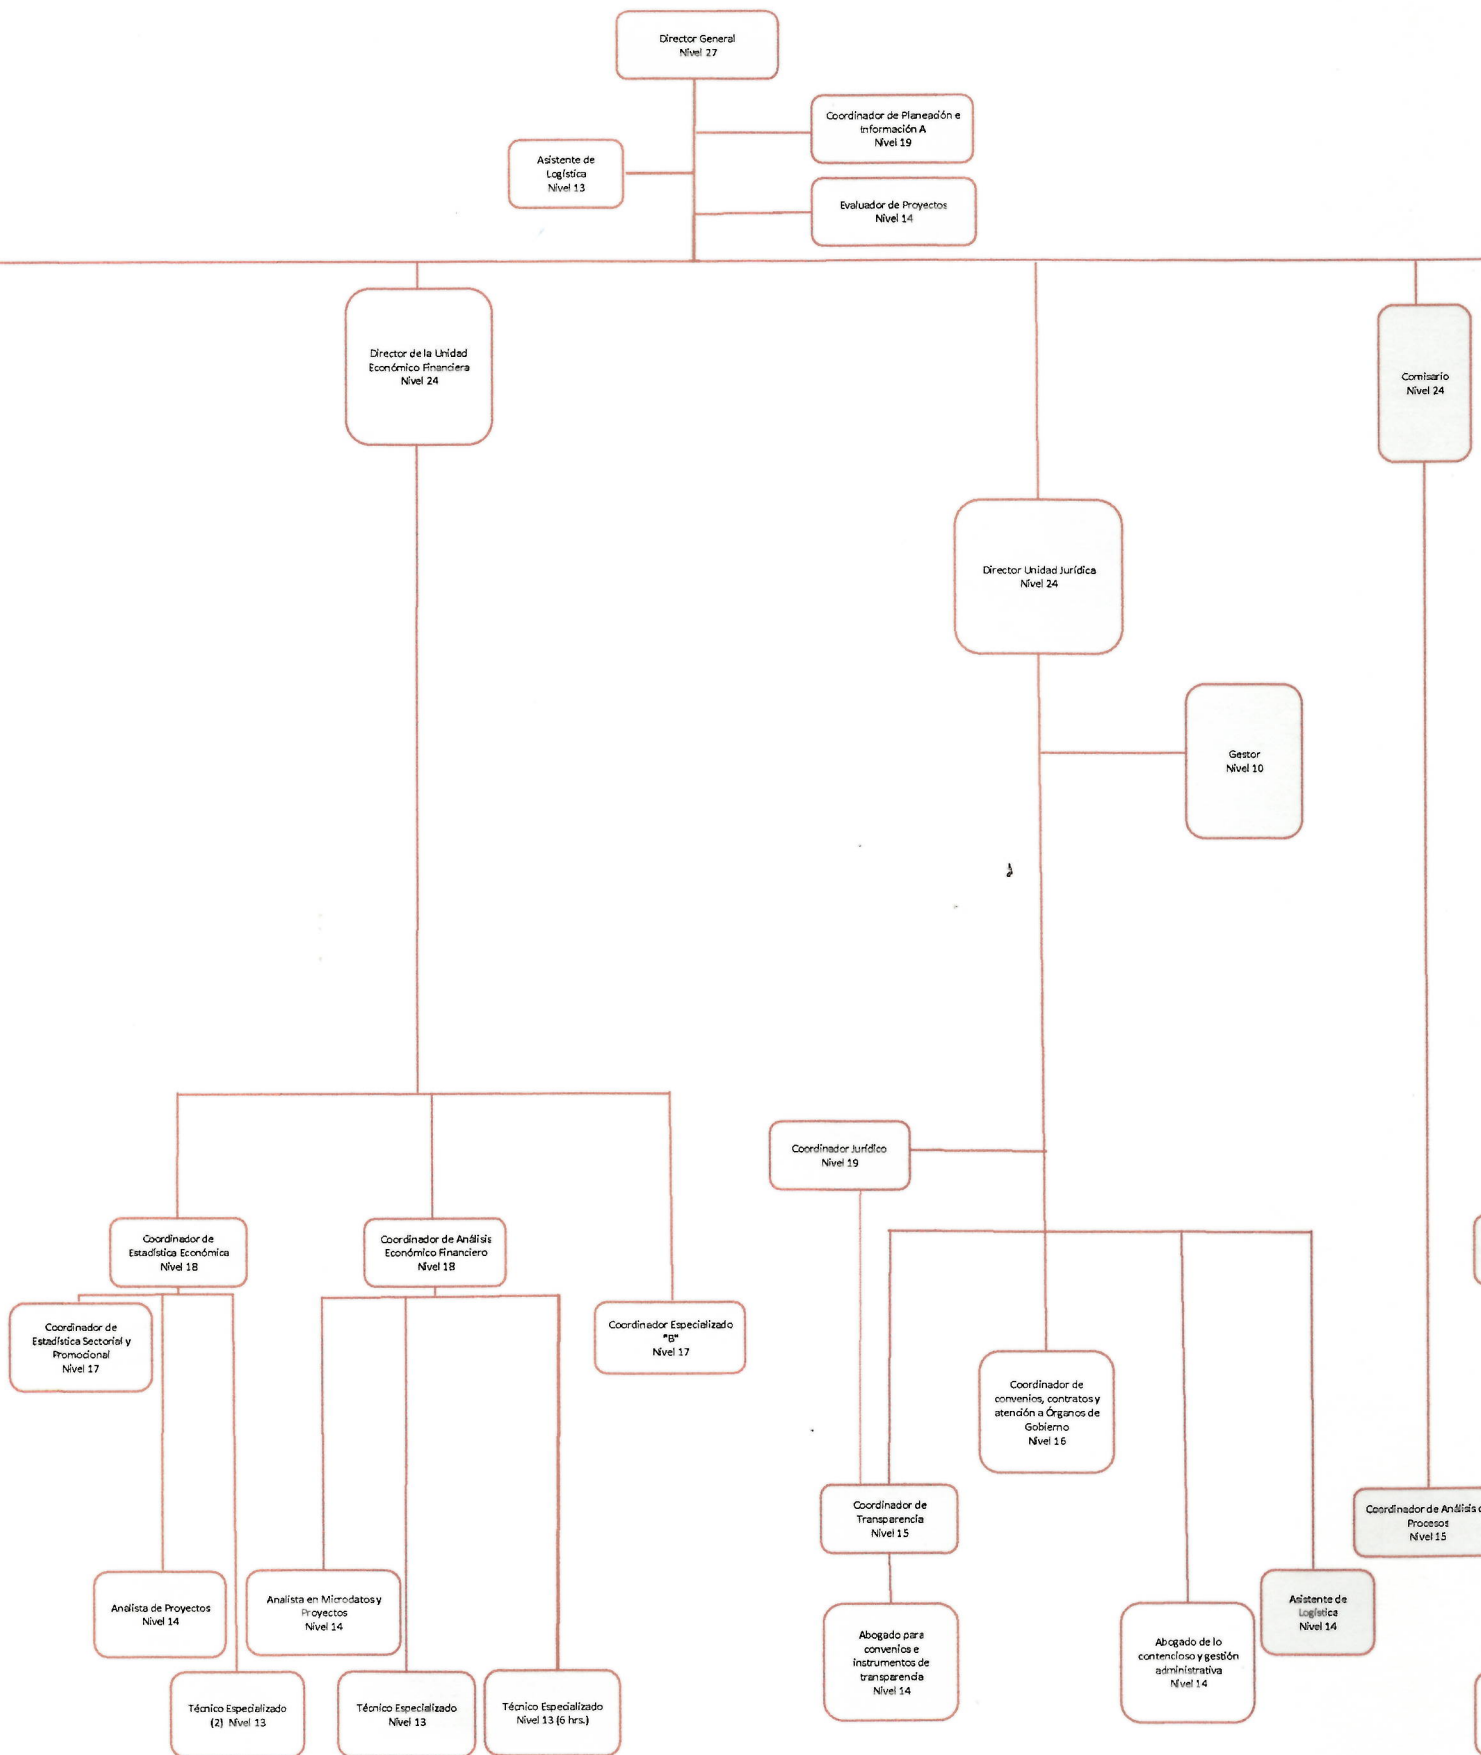 Director General
Nivel 27
Coordinador de Planeación e
Información A
Nivel 19
Asistente de
Logística
Nivel 13
Evaluador de Proyectos
Nivel 14
Director de la Unidad
Económico Financiera
Nivel 24
Comisario
Nivel 24
Director Unidad Jurídica
Nivel 24
Gestor
Nivel 10
Coordinador Jurídico
Nivel 19
Coordinador de
Estadística Económica
Nivel 18
Coordinador de Análisis
Económico Financiero
Nivel 18
Coordinador de
Estadística Sectorial y
Promocional
Nivel 17
Coordinador Especializado
"B"
Nivel 17
Coordinador de
convenios, contratos y
atención a Órganos de
Gobierno
Nivel 16
Coordinador de
Transparencia
Nivel 15
Coordinador de Análisis
Procesos
Nivel 15
Analista de Proyectos
Nivel 14
Analista en Microdatos y
Proyectos
Nivel 14
Asistente de
Logística
Nivel 14
Abogado para
convenios e
instrumentos de
transparencia
Nivel 14
Abogado de lo
contencioso y gestión
administrativa
Nivel 14
Técnico Especializado
(2) Nivel 13
Técnico Especializado
Nivel 13
Técnico Especializado
Nivel 13 (6 hrs.)